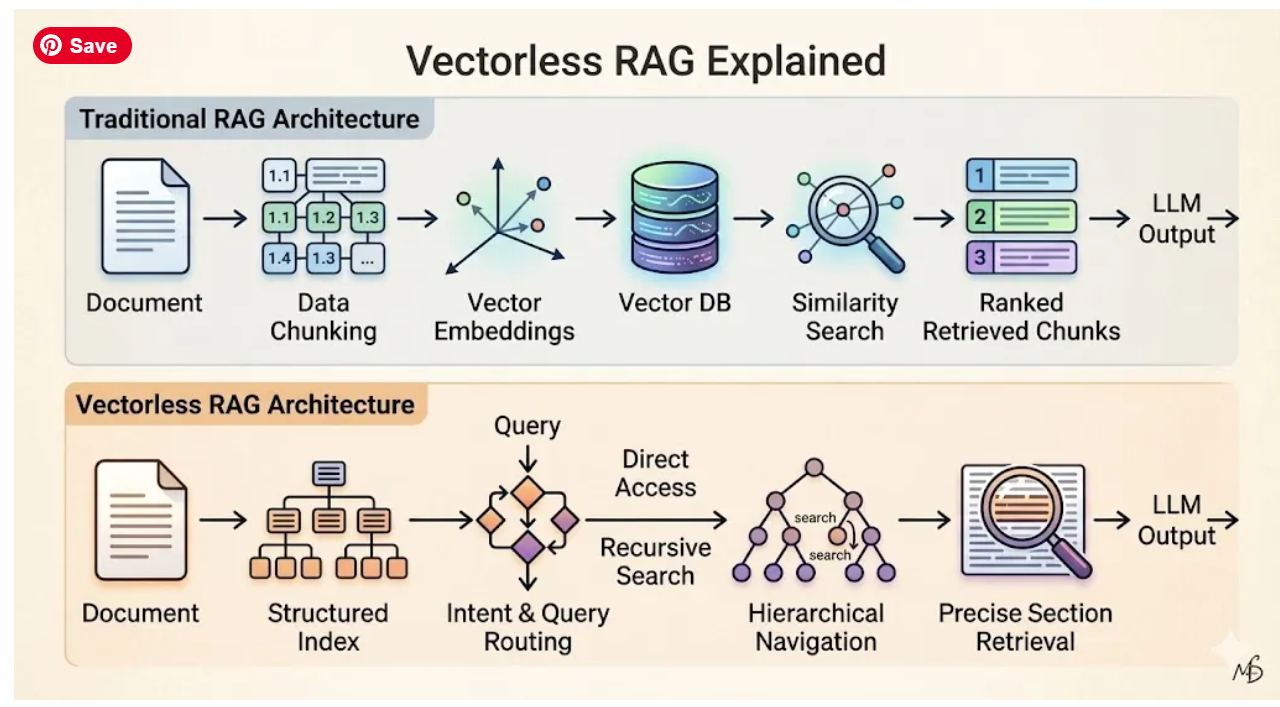 Save
Vectorless RAG Explained
Traditional RAG Architecture
1.1
1.1 1.2 1.3
1.4 1.3 ...
1
2
3
LLM
Output
Document
Data
Chunking
Vector
Embeddings
Vector DB
Similarity
Search
Ranked
Retrieved Chunks
Vectorless RAG Architecture
Query
Direct
Access
Recursive
Search
search
search
LLM
Output
Document
Structured
Index
Intent & Query
Routing
Hierarchical
Navigation
Precise Section
Retrieval